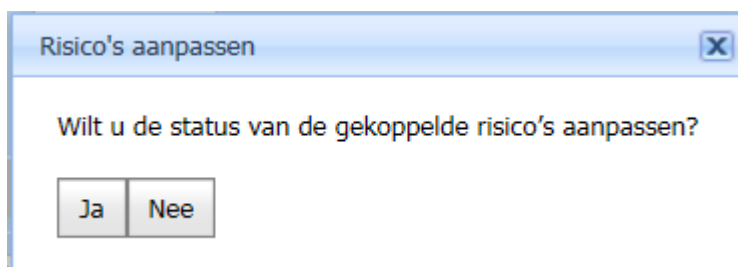 Risico's aanpassen
Wilt u de status van de gekoppelde risico’s aanpassen?
Ja Nee